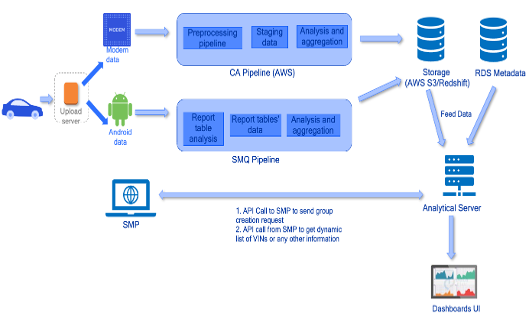 MODEM
Modem
data
Preprocessing
pipeline
Staging
data
Analysis and
aggregation
CA Pipeline (AWS)
Storage
(AWS S3/Redshift)
RDS Metadata
Upload
server
Android
data
Report
table
analysis
Report tables'
data
Analysis and
aggregation
SMQ Pipeline
Feed Data
SMP
1. API Call to SMP to send group
creation request
2. API call from SMP to get dynamic
list of VINs or any other information
Analytical Server
Dashboards UI